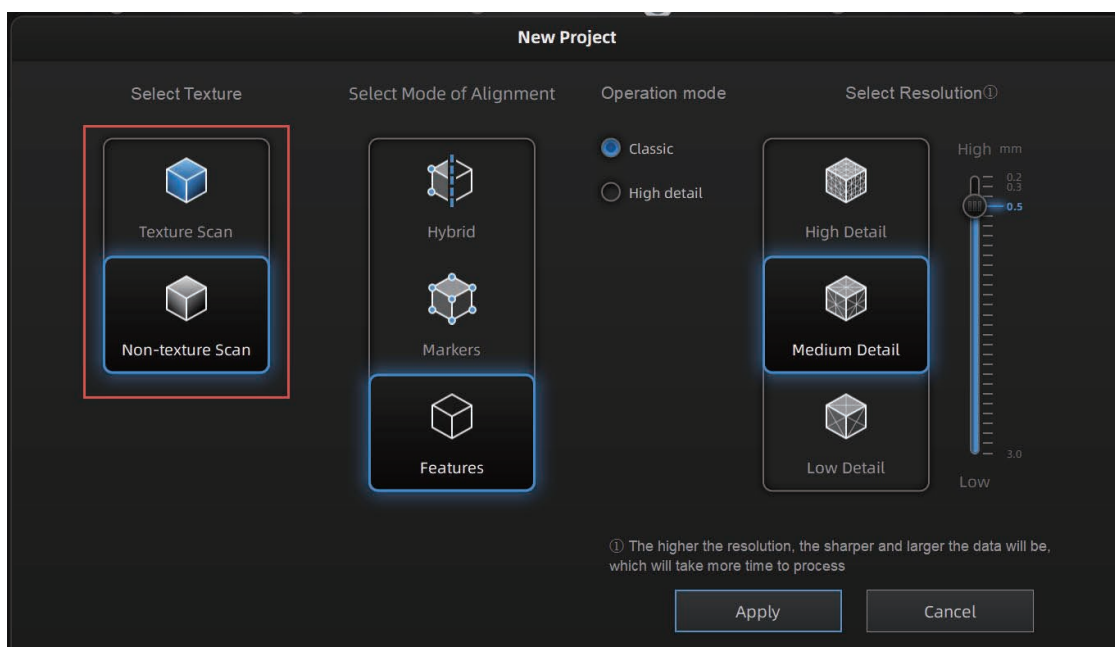 New Project
Select Texture
Texture Scan
Non-texture Scan
Select Mode of Alignment
Hybrid
Markers
Features
Operation mode
Classic
High detail
Select Resolution①
High Detail
Medium Detail
Low Detail
High mm
0.2
0.3
0.5
3.0
Low
① The higher the resolution, the sharper and larger the data will be,
which will take more time to process
Apply
Cancel